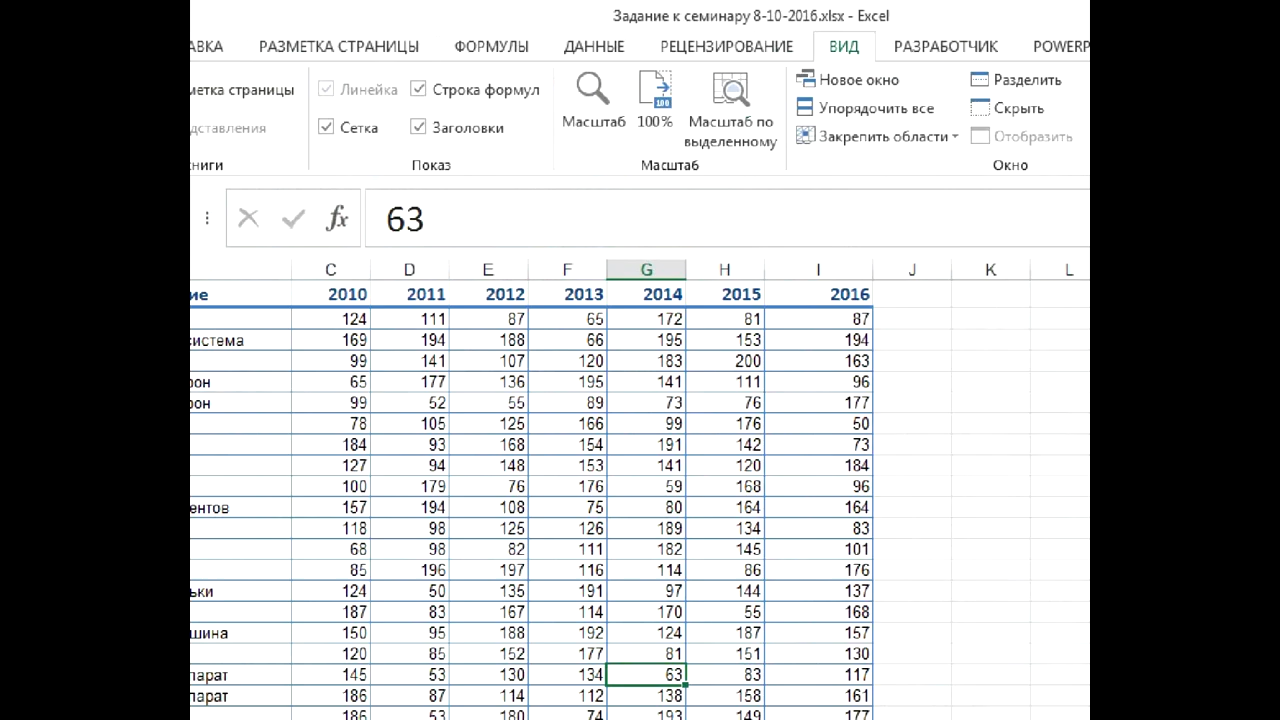 Задание к семинару 8-10-2016.xlsx - Excel
АВКА РАЗМЕТКА СТРАНИЦЫ ФОРМУЛЫ ДАННЫЕ РЕЦЕНЗИРОВАНИЕ ВИД РАЗРАБОТЧИК POWERP
метка страницы
дставления
ниги
Линейка Строка формул
Сетка Заголовки
Показ
Масштаб 100% Масштаб по
выделенному
Масштаб
Новое окно
Упорядочить все
Закрепить области
Разделить
Скрыть
Отобразить
Окно
fx 63
C D E F G H I J K L
ие 2010 2011 2012 2013 2014 2015 2016
124 111 87 65 172 81 87
система 169 194 188 66 195 153 194
99 141 107 120 183 200 163
рон 65 177 136 195 141 111 96
рон 99 52 55 89 73 76 177
78 105 125 166 99 176 50
184 93 168 154 191 142 73
127 94 148 153 141 120 184
100 179 76 176 59 168 96
ентов 157 194 108 75 80 164 164
118 98 125 126 189 134 83
68 98 82 111 182 145 101
85 196 197 116 114 86 176
ьки 124 50 135 191 97 144 137
187 83 167 114 170 55 168
шина 150 95 188 192 124 187 157
120 85 152 177 81 151 130
парат 145 53 130 134 63 83 117
парат 186 87 114 112 138 158 161
186 53 180 74 193 149 177